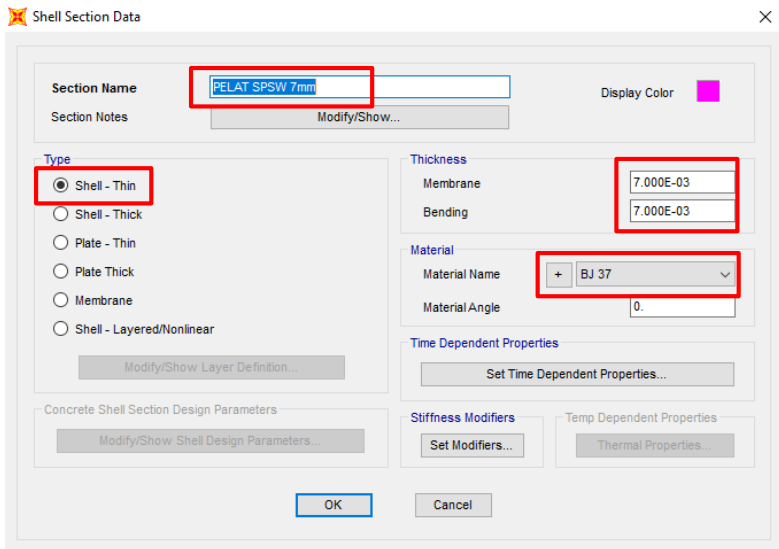 Shell Section Data
Section Name
PELAT SPSW 7mm
Display Color
Section Notes
Modify/Show...
Type
Shell - Thin
Shell - Thick
Plate - Thin
Plate Thick
Membrane
Shell - Layered/Nonlinear
Modify/Show Layer Definition...
Concrete Shell Section Design Parameters
Modify/Show Shell Design Parameters...
Thickness
Membrane
7.000E-03
Bending
7.000E-03
Material
Material Name
+
BJ 37
Material Angle
0.
Time Dependent Properties
Set Time Dependent Properties...
Stiffness Modifiers
Set Modifiers...
Temp Dependent Properties
Thermal Properties...
OK
Cancel